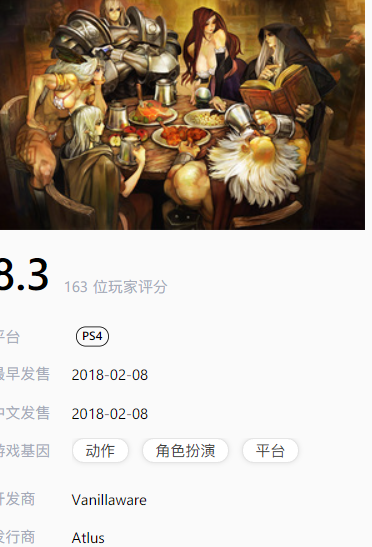 8.3 163 位玩家评分
平台 PS4
最早发售 2018-02-08
中文发售 2018-02-08
游戏基因 动作 角色扮演 平台
开发商 Vanillaware
发行商 Atlus